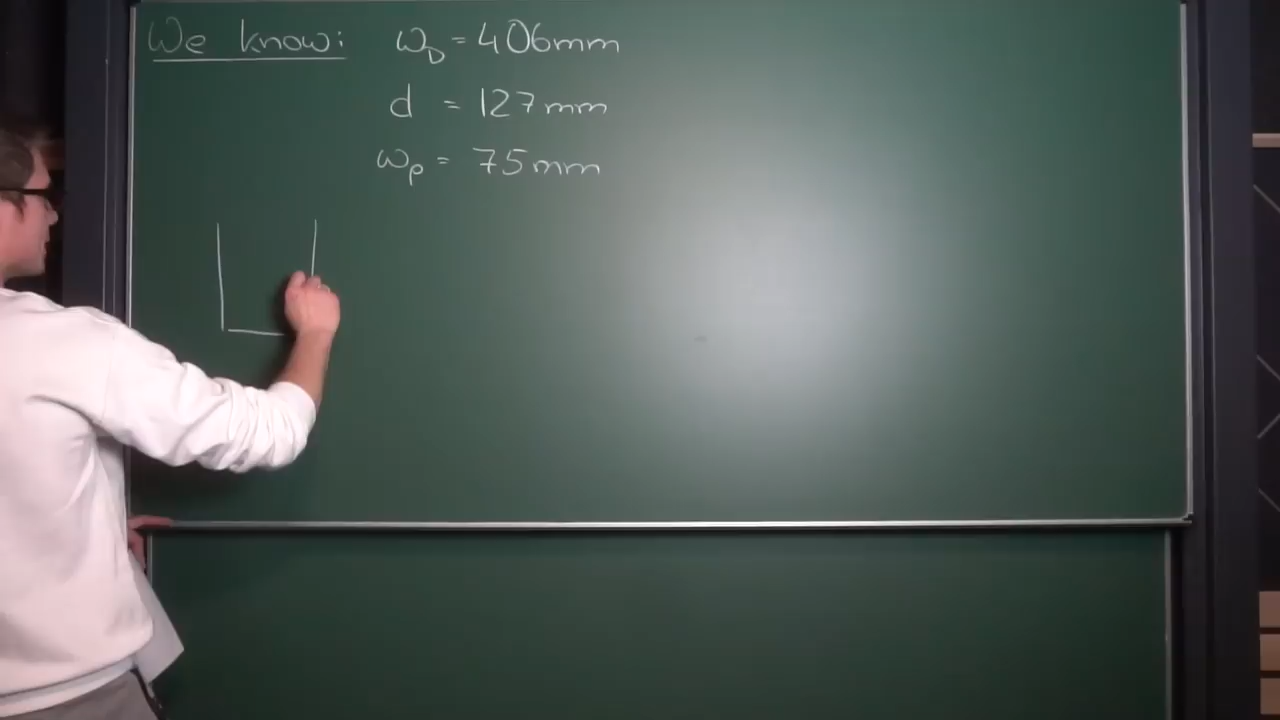 We know: ω_D = 406mm
d = 127mm
ω_p = 75mm